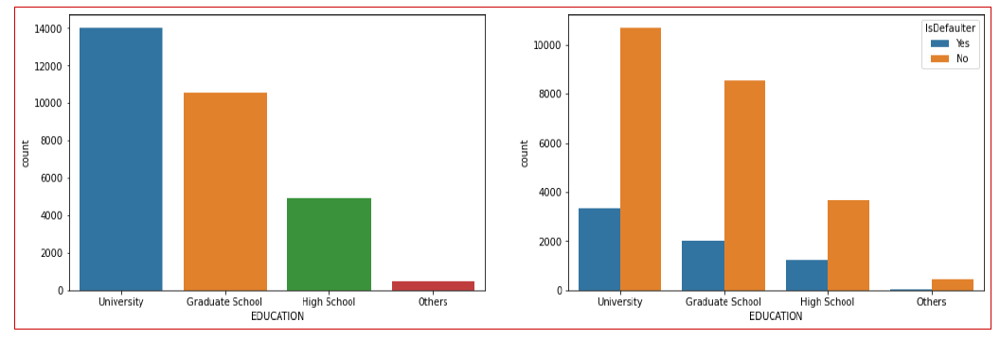 14000
12000
10000
8000
6000
4000
2000
0
count
University Graduate School High School Others
EDUCATION
10000
8000
6000
4000
2000
0
count
IsDefaulter
Yes
No
University Graduate School High School Others
EDUCATION